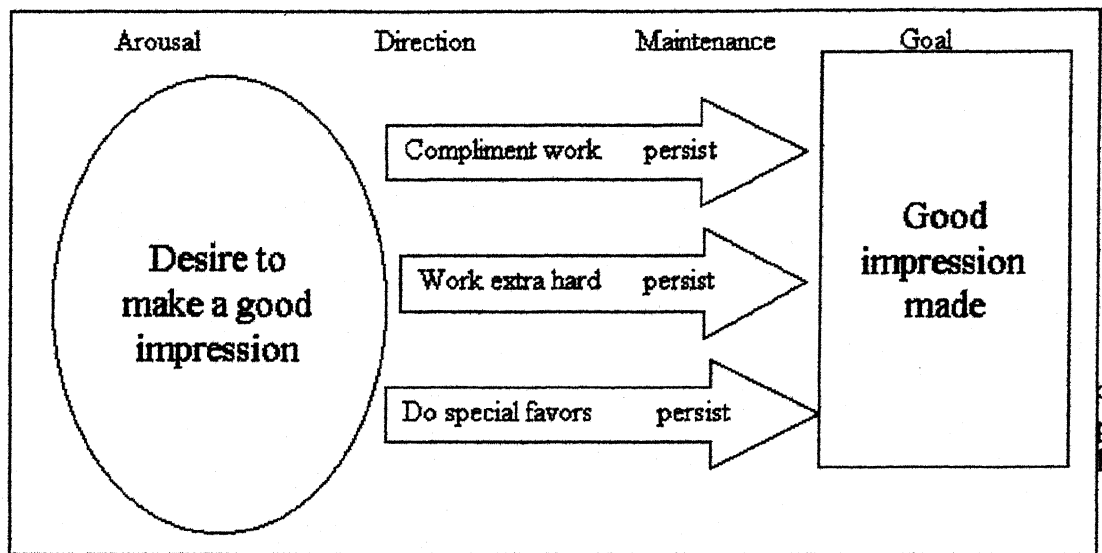 Arousal Direction Maintenance Goal
Desire to
make a good
impression
Compliment work persist
Work extra hard persist
Do special favors persist
Good
impression
made